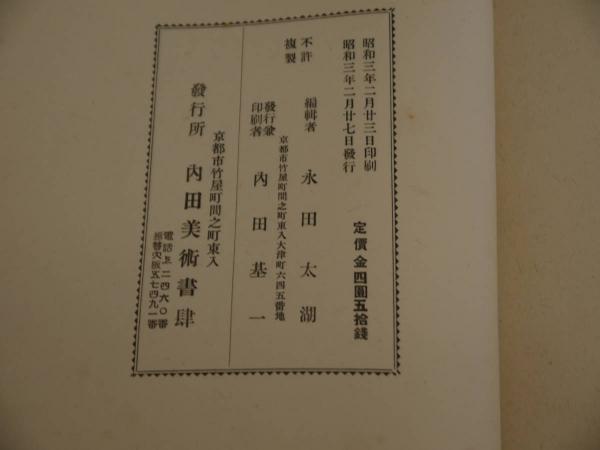 昭和三年二月廿三日印刷
昭和三年二月廿七日發行
定價金四圓五拾錢
不許複製
編輯者 永田太湖
京都市竹屋町間之町東入大津町六四五番地
發行兼印刷者 內田基一
京都市竹屋町間之町東入
發行所 內田美術書肆
電話上二四六〇番
振替大阪五七四九一番